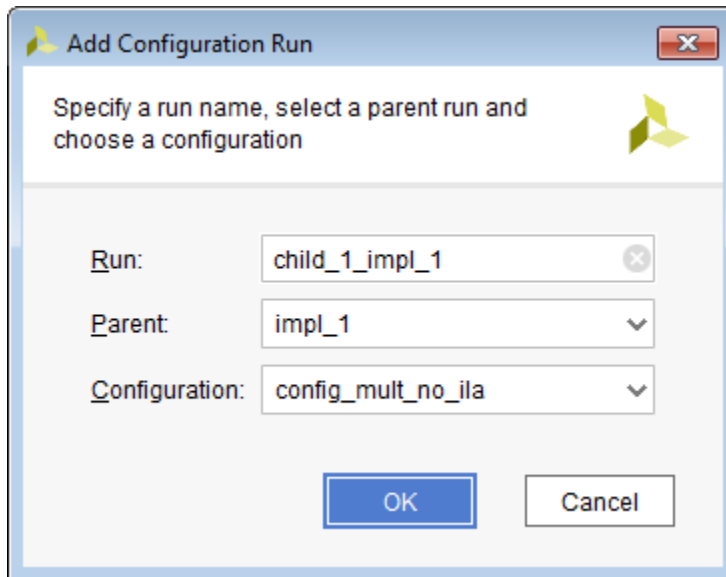 Add Configuration Run
Specify a run name, select a parent run and
choose a configuration
Run: child_1_impl_1
Parent: impl_1
Configuration: config_mult_no_ila
OK Cancel